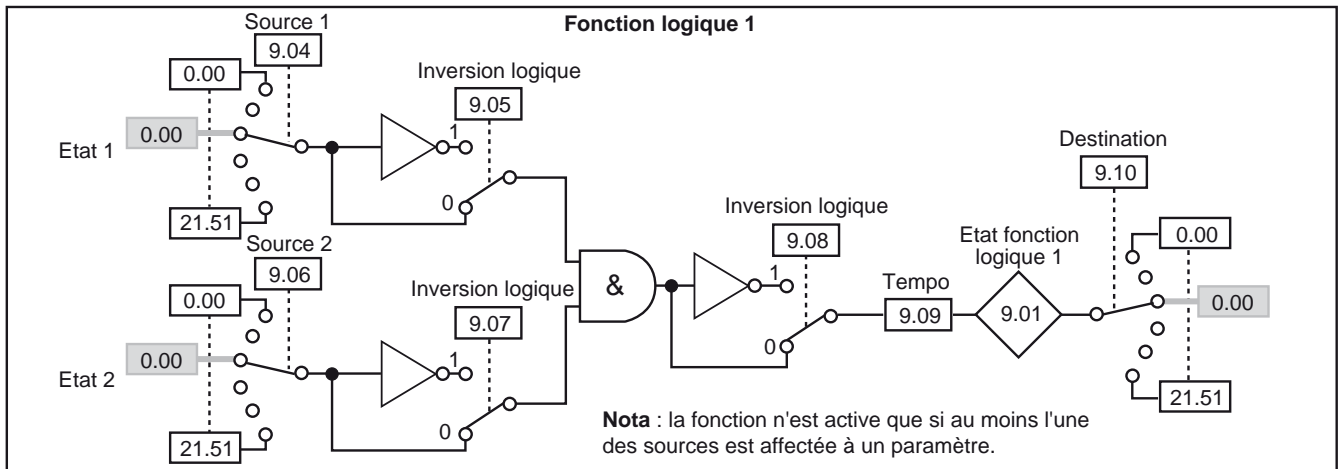 Fonction logique 1
Source 1
9.04
0.00
Inversion logique
9.05
0.00
Etat 1
1
0
21.51
Source 2
9.06
0.00
Inversion logique
9.07
0.00
Etat 2
1
0
21.51
&
Inversion logique
9.08
1
0
Tempo
9.09
Etat fonction
logique 1
9.01
Destination
9.10
0.00
0.00
21.51
Nota : la fonction n'est active que si au moins l'une
des sources est affectée à un paramètre.